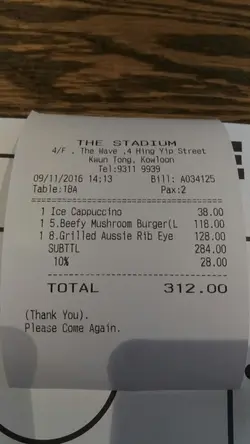 THE STADIUM
4/F , The Wave ,4 Hing Yip Street
Kwun Tong, Kowloon
Tel:9311 9939
09/11/2016 14:13 Bill: A034125
Table:18A Pax:2
1 Ice Cappuccino 38.00
1 5.Beefy Mushroom Burger(L 118.00
1 8.Grilled Aussie Rib Eye 128.00
SUBTTL 284.00
10% 28.00
TOTAL 312.00
(Thank You).
Please Come Again.